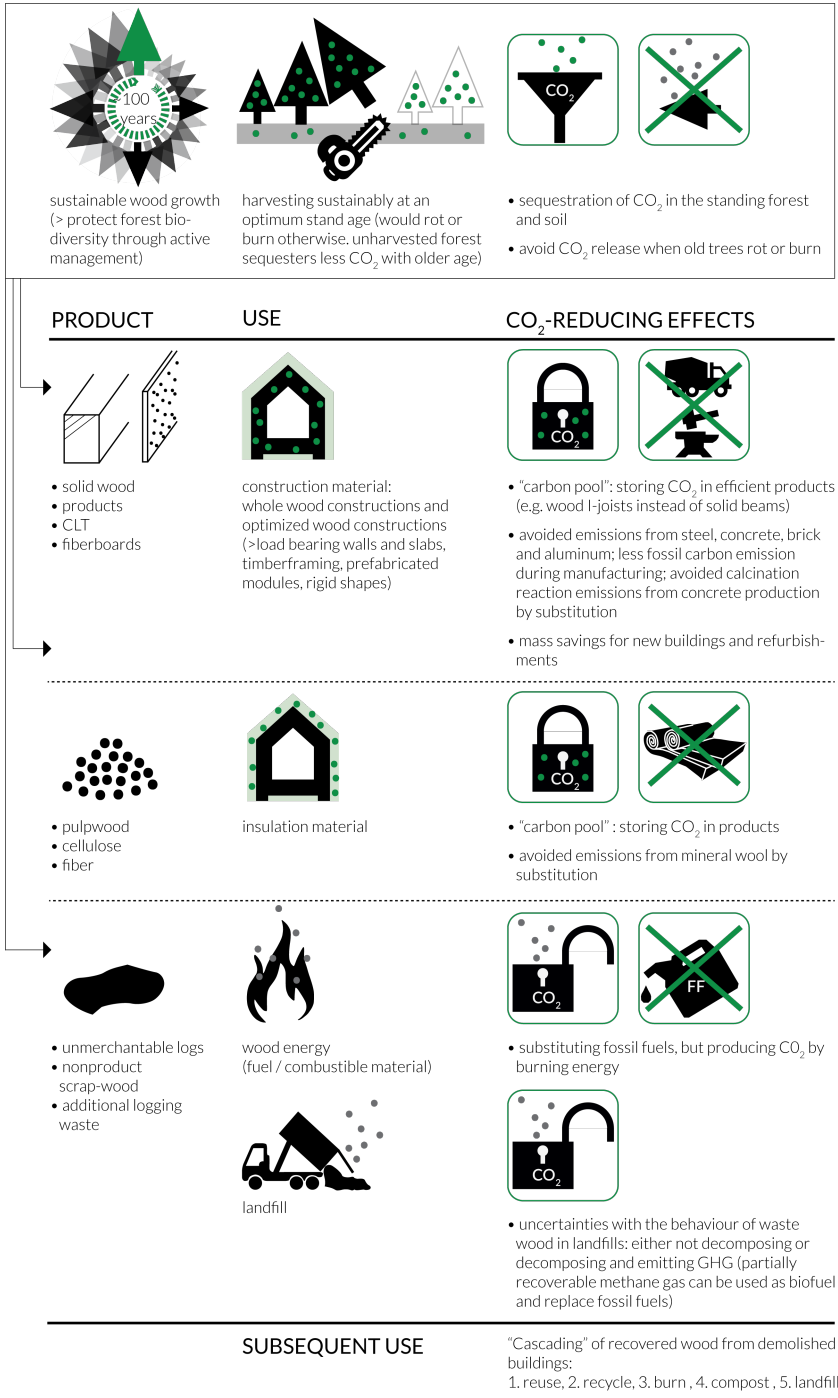 ~100
years
CO2
sustainable wood growth
(> protect forest bio-
diversity through active
management)
harvesting sustainably at an
optimum stand age (would rot or
burn otherwise. unharvested forest
sequesters less CO2 with older age)
• sequestration of CO2 in the standing forest
and soil
• avoid CO2 release when old trees rot or burn
PRODUCT
USE
CO2-REDUCING EFFECTS
CO2
• solid wood
• products
• CLT
• fiberboards
construction material:
whole wood constructions and
optimized wood constructions
(>load bearing walls and slabs,
timberframing, prefabricated
modules, rigid shapes)
• “carbon pool”: storing CO2 in efficient products
(e.g. wood I-joists instead of solid beams)
• avoided emissions from steel, concrete, brick
and aluminum; less fossil carbon emission
during manufacturing; avoided calcination
reaction emissions from concrete production
by substitution
• mass savings for new buildings and refurbish-
ments
CO2
• pulpwood
• cellulose
• fiber
insulation material
• “carbon pool” : storing CO2 in products
• avoided emissions from mineral wool by
substitution
CO2
FF
• unmerchantable logs
• nonproduct
scrap-wood
• additional logging
waste
wood energy
(fuel / combustible material)
• substituting fossil fuels, but producing C02 by
burning energy
CO2
landfill
• uncertainties with the behaviour of waste
wood in landfills: either not decomposing or
decomposing and emitting GHG (partially
recoverable methane gas can be used as biofuel
and replace fossil fuels)
SUBSEQUENT USE
“Cascading” of recovered wood from demolished
buildings:
1. reuse, 2. recycle, 3. burn , 4. compost , 5. landfill